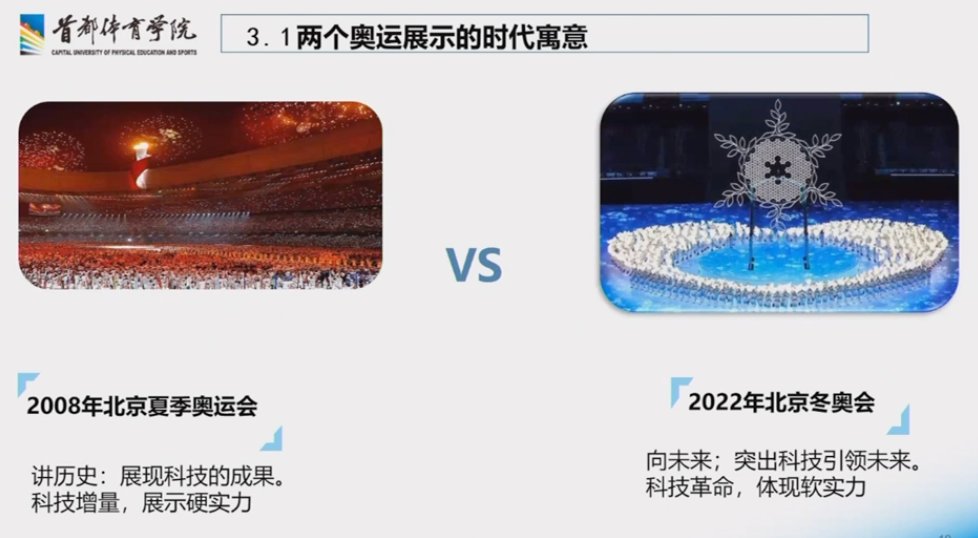 首都体育学院
CAPITAL UNIVERSITY OF PHYSICAL EDUCATION AND SPORTS
3.1两个奥运展示的时代寓意
VS
2008年北京夏季奥运会
讲历史：展现科技的成果。
科技增量，展示硬实力
2022年北京冬奥会
向未来；突出科技引领未来。
科技革命，体现软实力